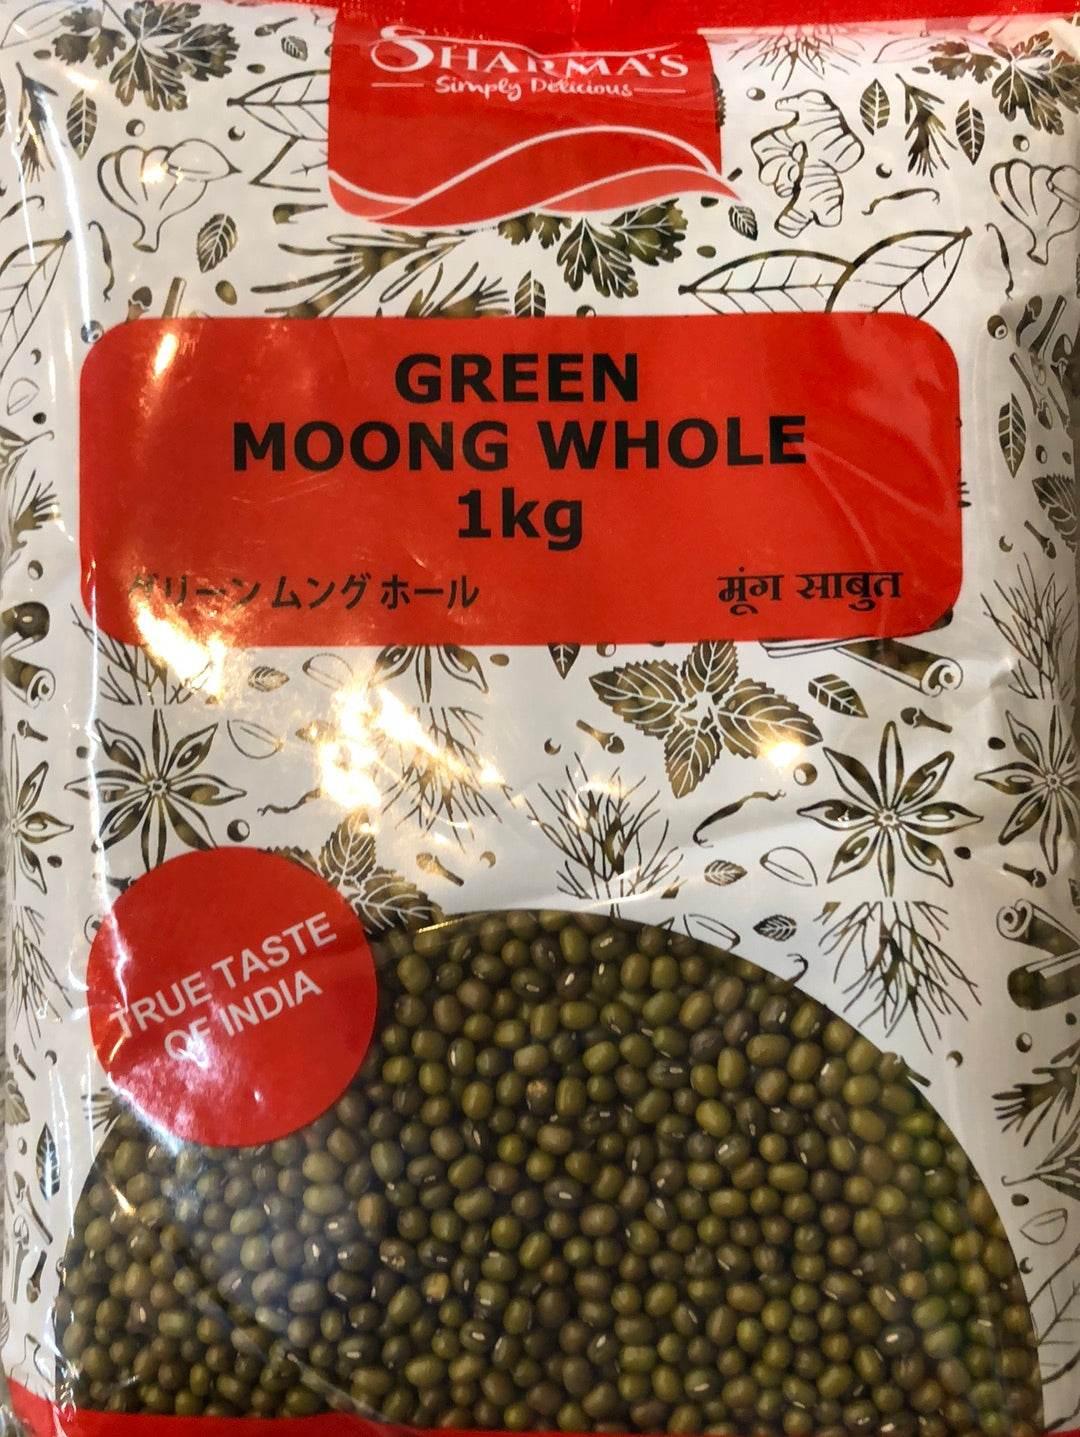 SHARMA'S
Simply Delicious
GREEN
MOONG WHOLE
1kg
グリーン ムング ホール
मूंग साबुत
TRUE TASTE
OF INDIA